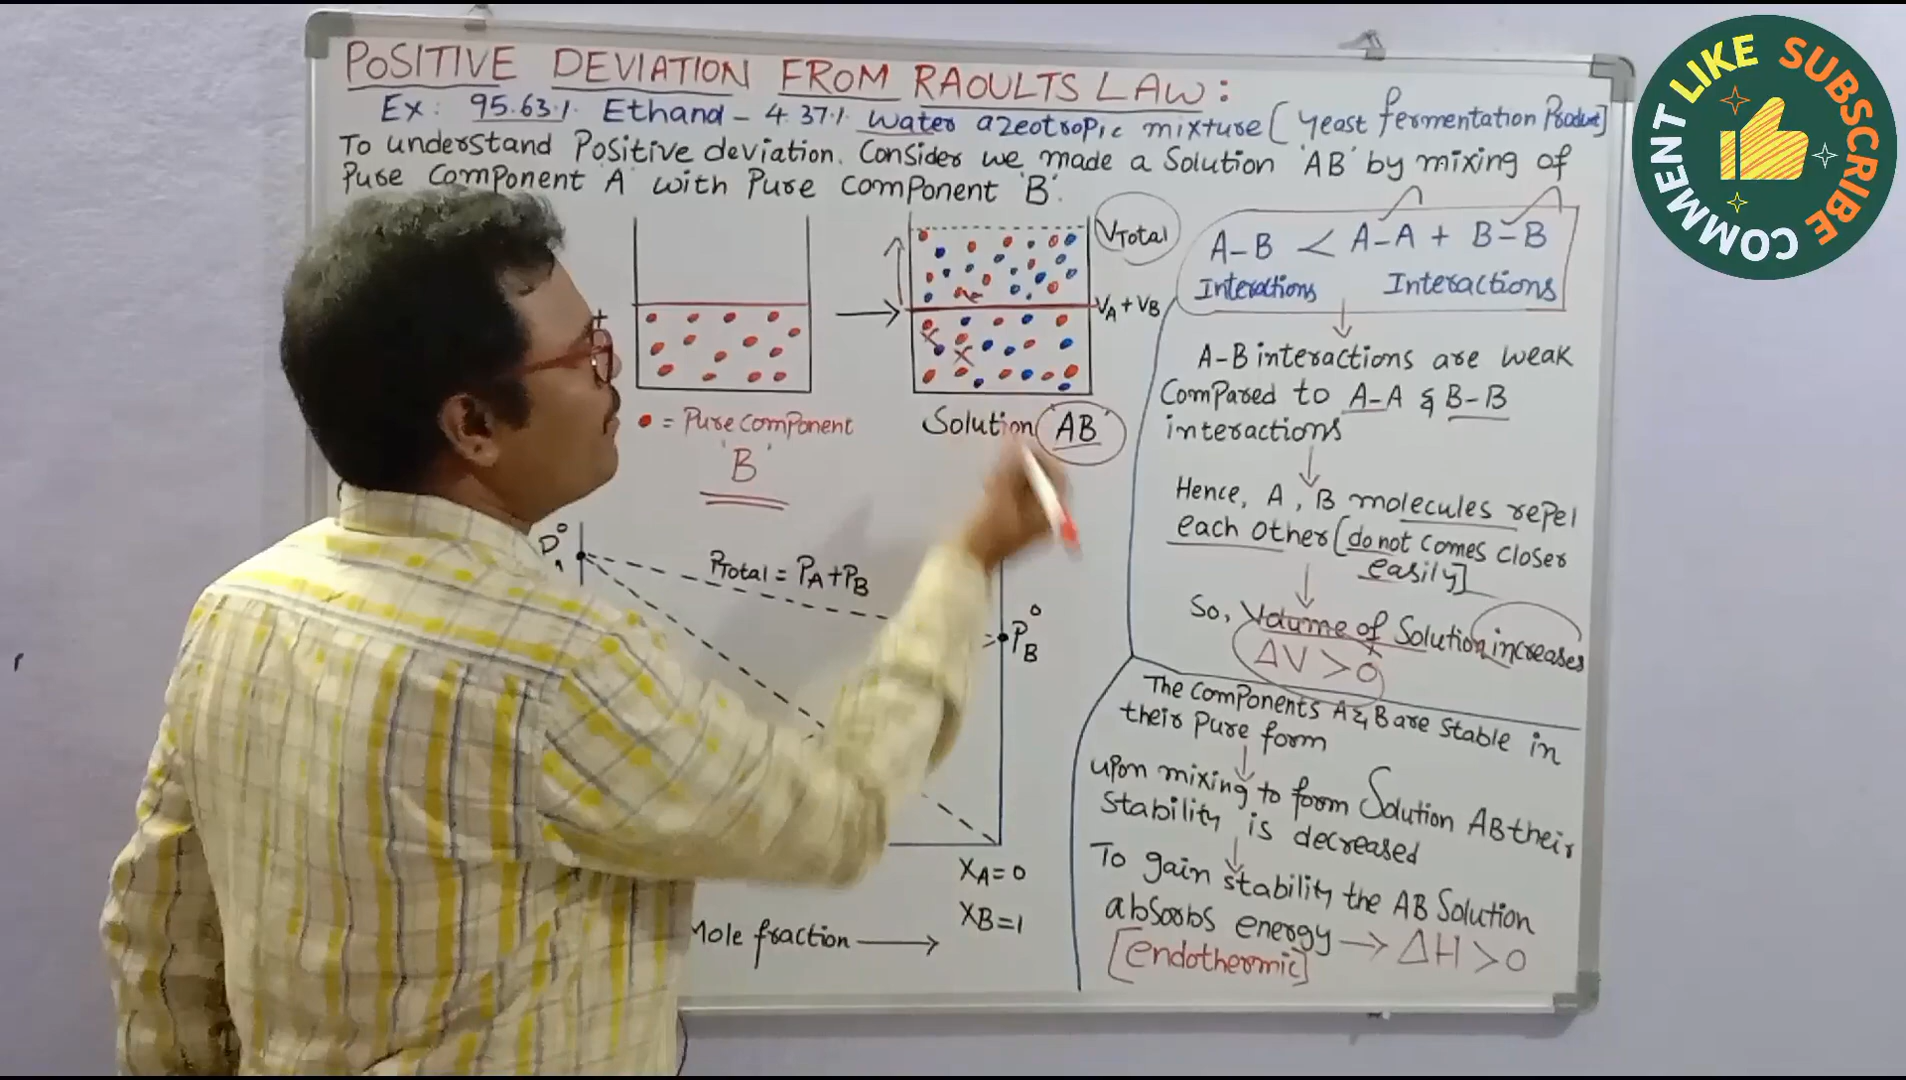 POSITIVE DEVIATION FROM RAOULTS LAW:
Ex: 95.63% Ethanol - 4.37% water azeotropic mixture [yeast fermentation Product]
To understand Positive deviation. Consider we made a Solution 'AB' by mixing of
Pure component 'A' with Pure component 'B'.
+
• = Pure component
'B'
VTotal
VA + VB
Solution 'AB'
A-B < A-A + B-B
Interactions Interactions
A-B interactions are weak
Compared to A-A & B-B
interactions
Hence, A, B molecules repel
each other [do not comes closer
easily]
So, Volume of Solution increases
ΔV > 0
The components A & B are stable in
their Pure form
upon mixing to form Solution AB their
Stability is decreased
To gain stability the AB Solution
absorbs energy → ΔH > 0
[endothermic]
PTotal = PA + PB
P°B
XA = 0
XB = 1
Mole fraction →
LIKE
SUBSCRIBE
COMMENT